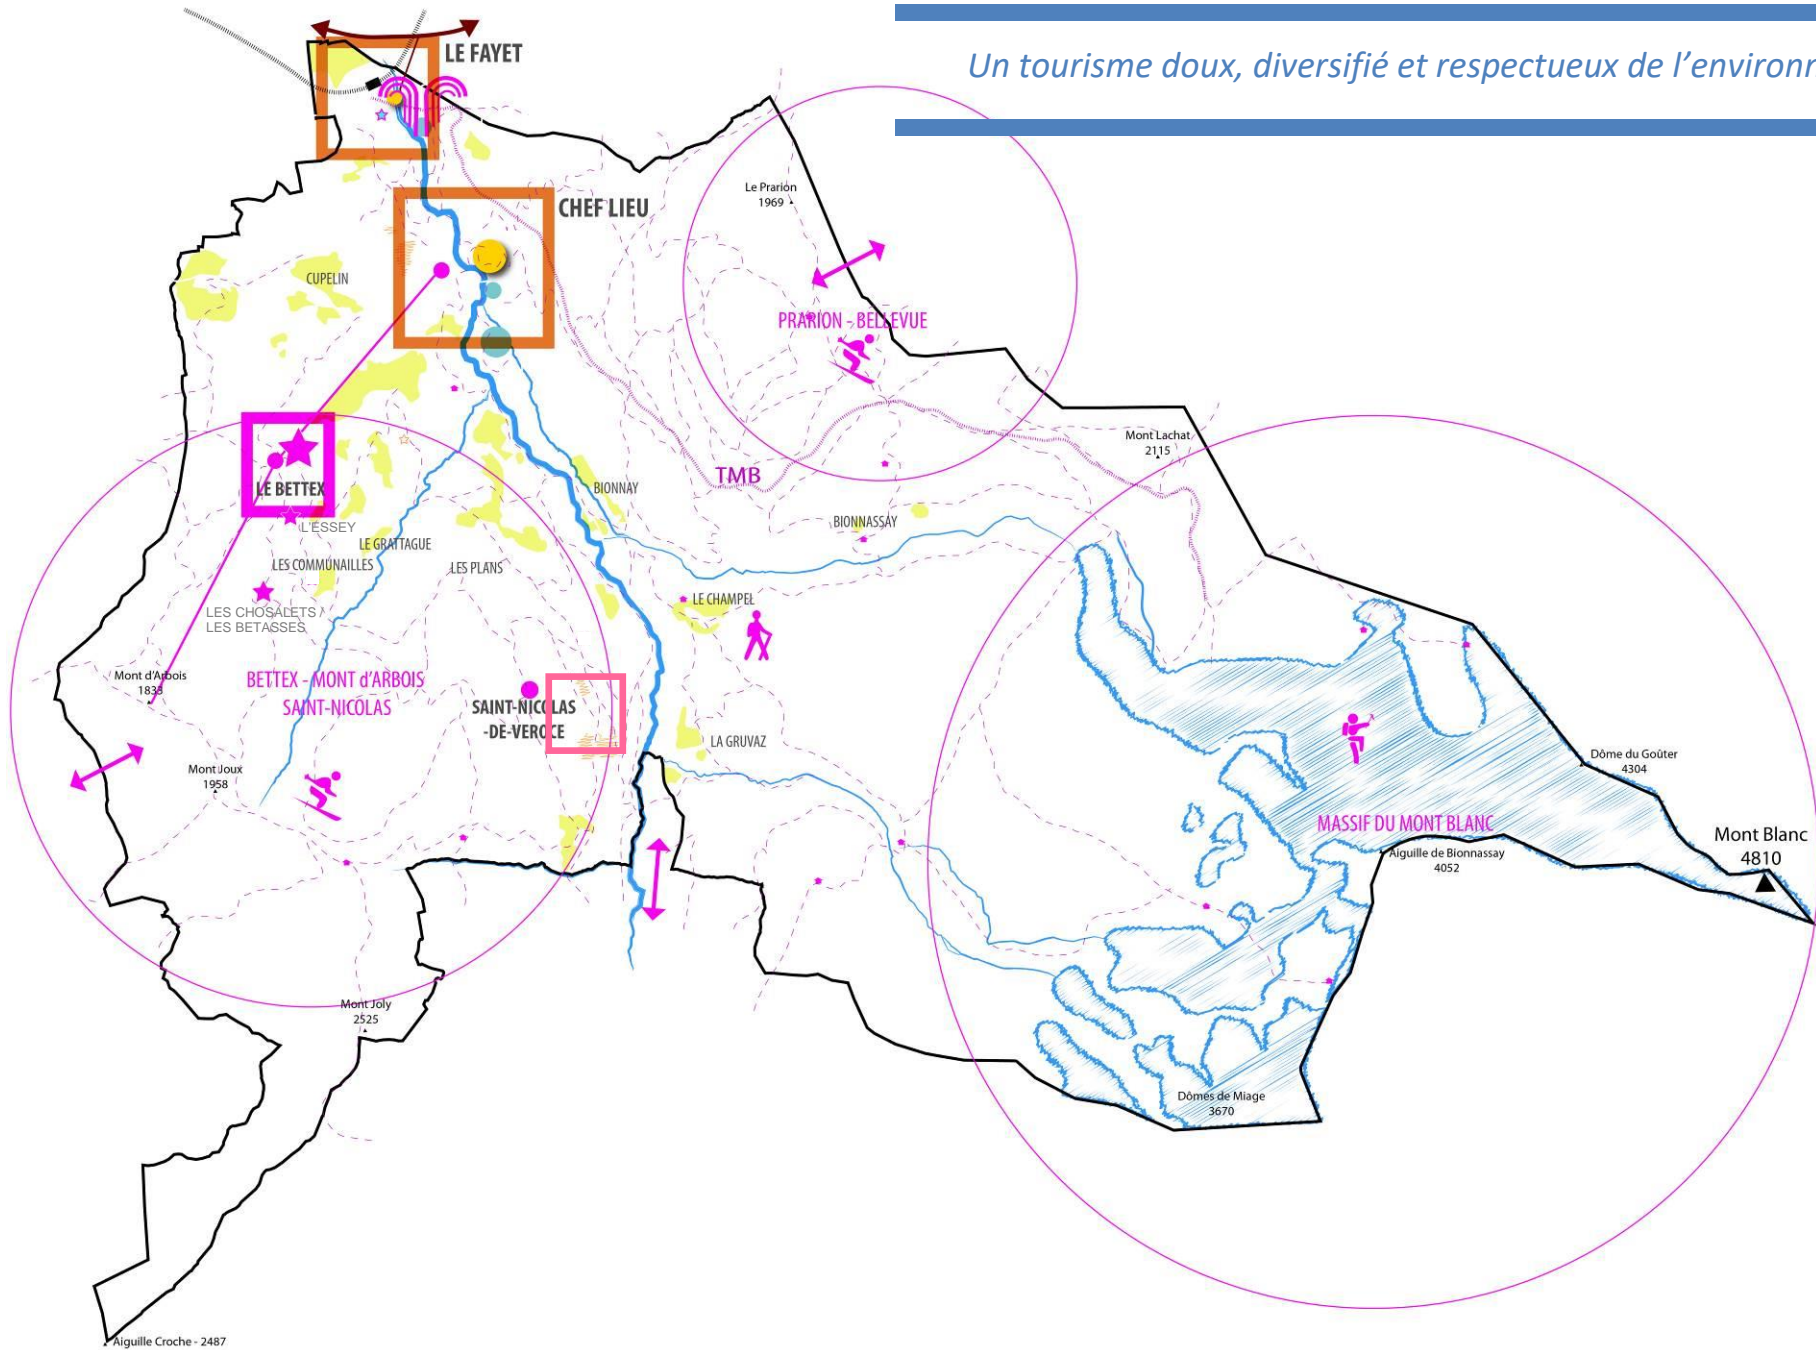 Un tourisme doux, diversifié et respectueux de l'environ
LE FAYET
Le Prarion
1969
CHEF LIEU
CUPELIN
PRARION - BELLEVUE
Mont Lachat
2115
TMB
LE BETTEX
BIONNAY
L'ESSEY
BIONNASSAY
LE GRATTAGUE
LES COMMUNAILLES
LES PLANS
LES CHOSALETS /
LES BETASSES
LE CHAMPEL
Mont d'Arbois
1833
BETTEX - MONT d'ARBOIS
SAINT-NICOLAS
SAINT-NICOLAS
-DE-VEROCE
LA GRUVAZ
Mont Joux
1958
Dôme du Goûter
4304
MASSIF DU MONT BLANC
Mont Blanc
4810
Aiguille de Bionnassay
4052
Mont Joly
2525
Dômes de Miage
3670
Aiguille Croche - 2487